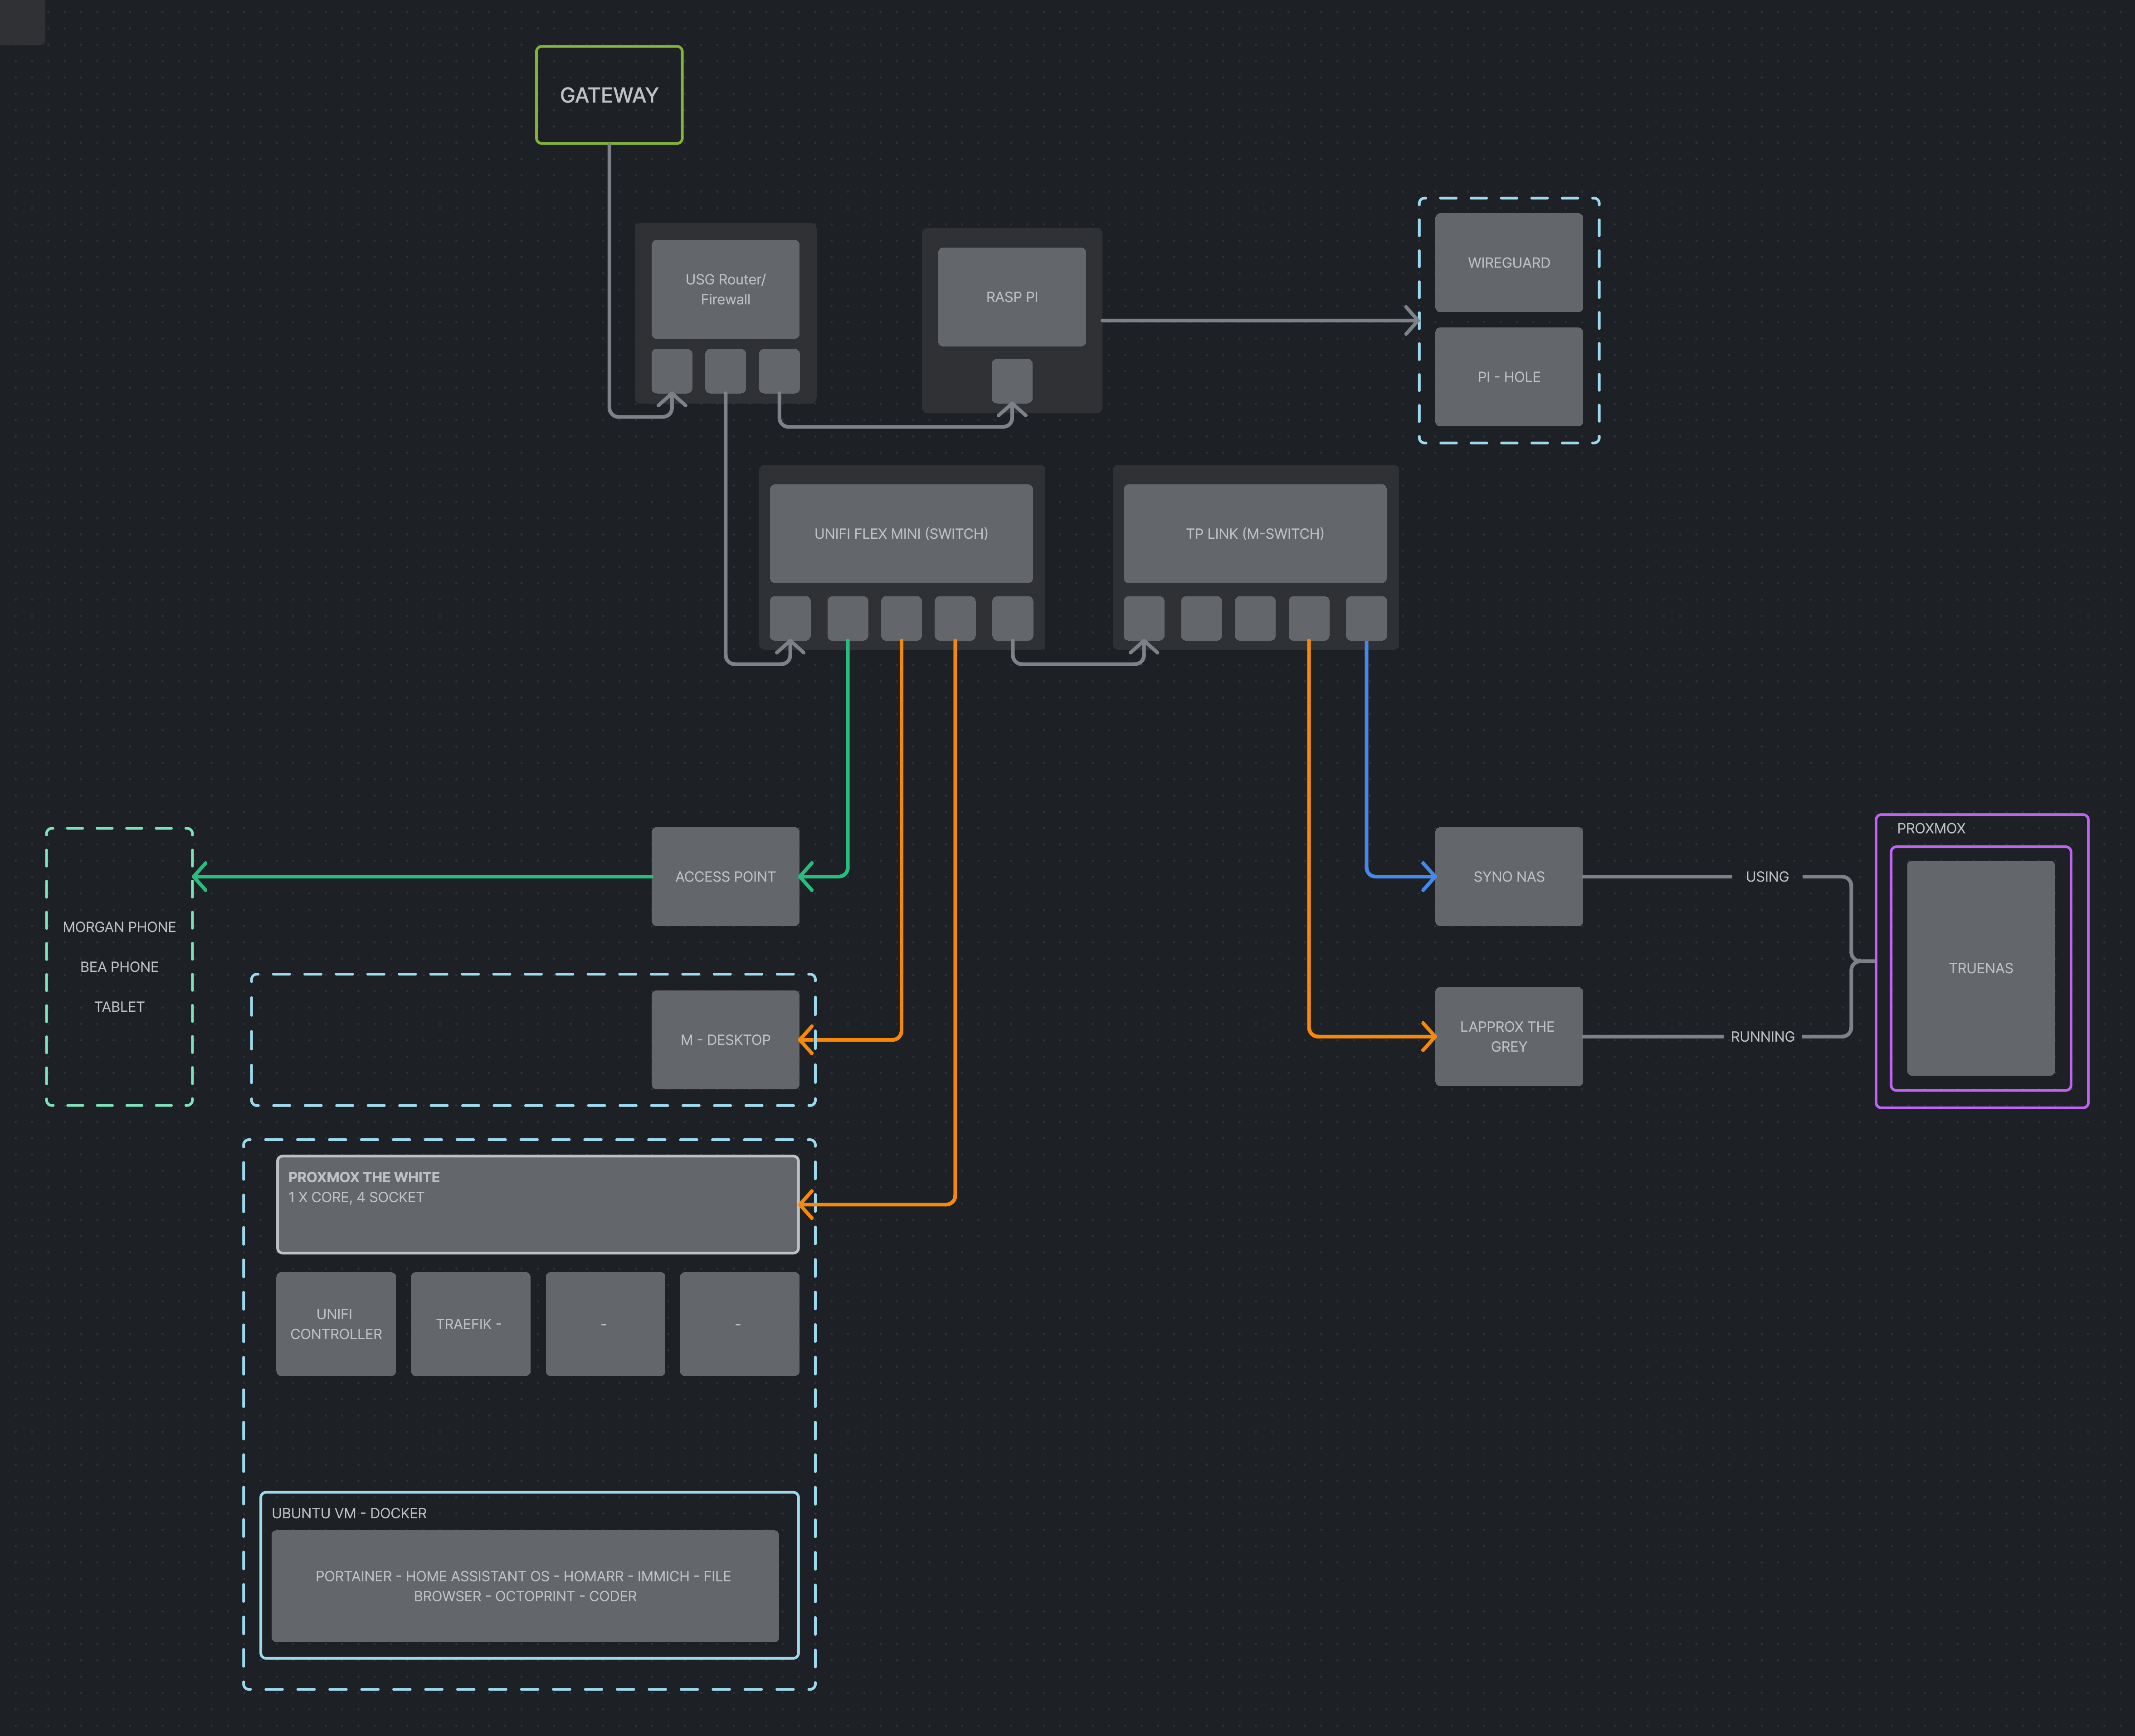 GATEWAY
USG Router/
Firewall
RASP PI
WIREGUARD
PI - HOLE
UNIFI FLEX MINI (SWITCH)
TP LINK (M-SWITCH)
PROXMOX
ACCESS POINT
SYNO NAS
USING
MORGAN PHONE
BEA PHONE
TABLET
TRUENAS
M - DESKTOP
LAPPROX THE
GREY
RUNNING
PROXMOX THE WHITE
1 X CORE, 4 SOCKET
UNIFI
CONTROLLER
TRAEFIK -
-
-
UBUNTU VM - DOCKER
PORTAINER - HOME ASSISTANT OS - HOMARR - IMMICH - FILE
BROWSER - OCTOPRINT - CODER